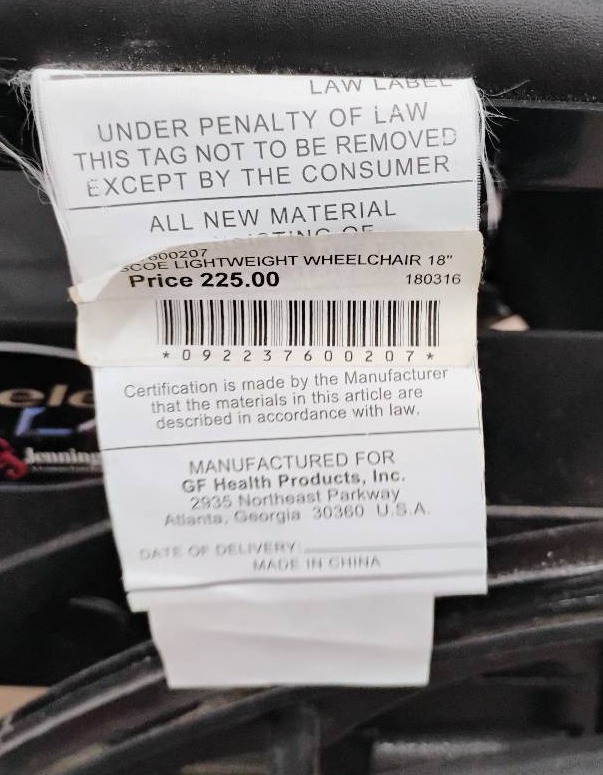 LAW LABEL
UNDER PENALTY OF LAW
THIS TAG NOT TO BE REMOVED
EXCEPT BY THE CONSUMER
ALL NEW MATERIAL
OF
600207
SCOE LIGHTWEIGHT WHEELCHAIR 18"
Price 225.00 180316
*092237600207*
Certification is made by the Manufacturer
that the materials in this article are
described in accordance with law.
MANUFACTURED FOR
GF Health Products, Inc.
2935 Northeast Parkway
Atlanta, Georgia 30360 U.S.A.
DATE OF DELIVERY:
MADE IN CHINA
Jenning